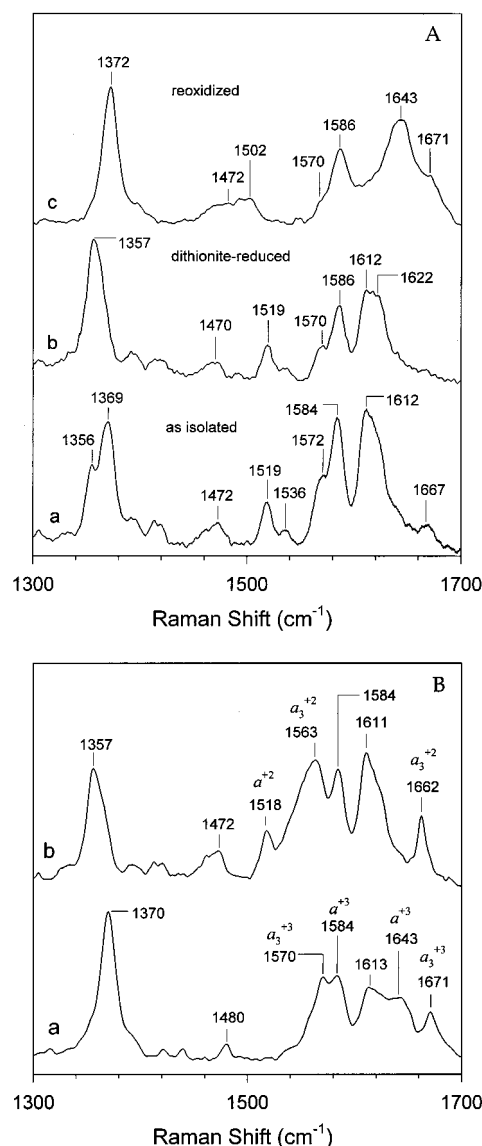 A
1372
reoxidized
1643
1586
1671
1502
1570
1472
c
1357
dithionite-reduced
1612
1586
1622
1519
1570
1470
b
1369
1356
as isolated
1584
1612
1572
1519
1472
1536
1667
a
1300 1500 1700
Raman Shift (cm-1)
B
a3+2
1584
1563
1611
1357
a+2
a3+2
1518
1662
1472
b
1370
a3+3
a+3
a+3
1570
1584
1643
a3+3
1613
1671
1480
a
1300 1500 1700
Raman Shift (cm-1)